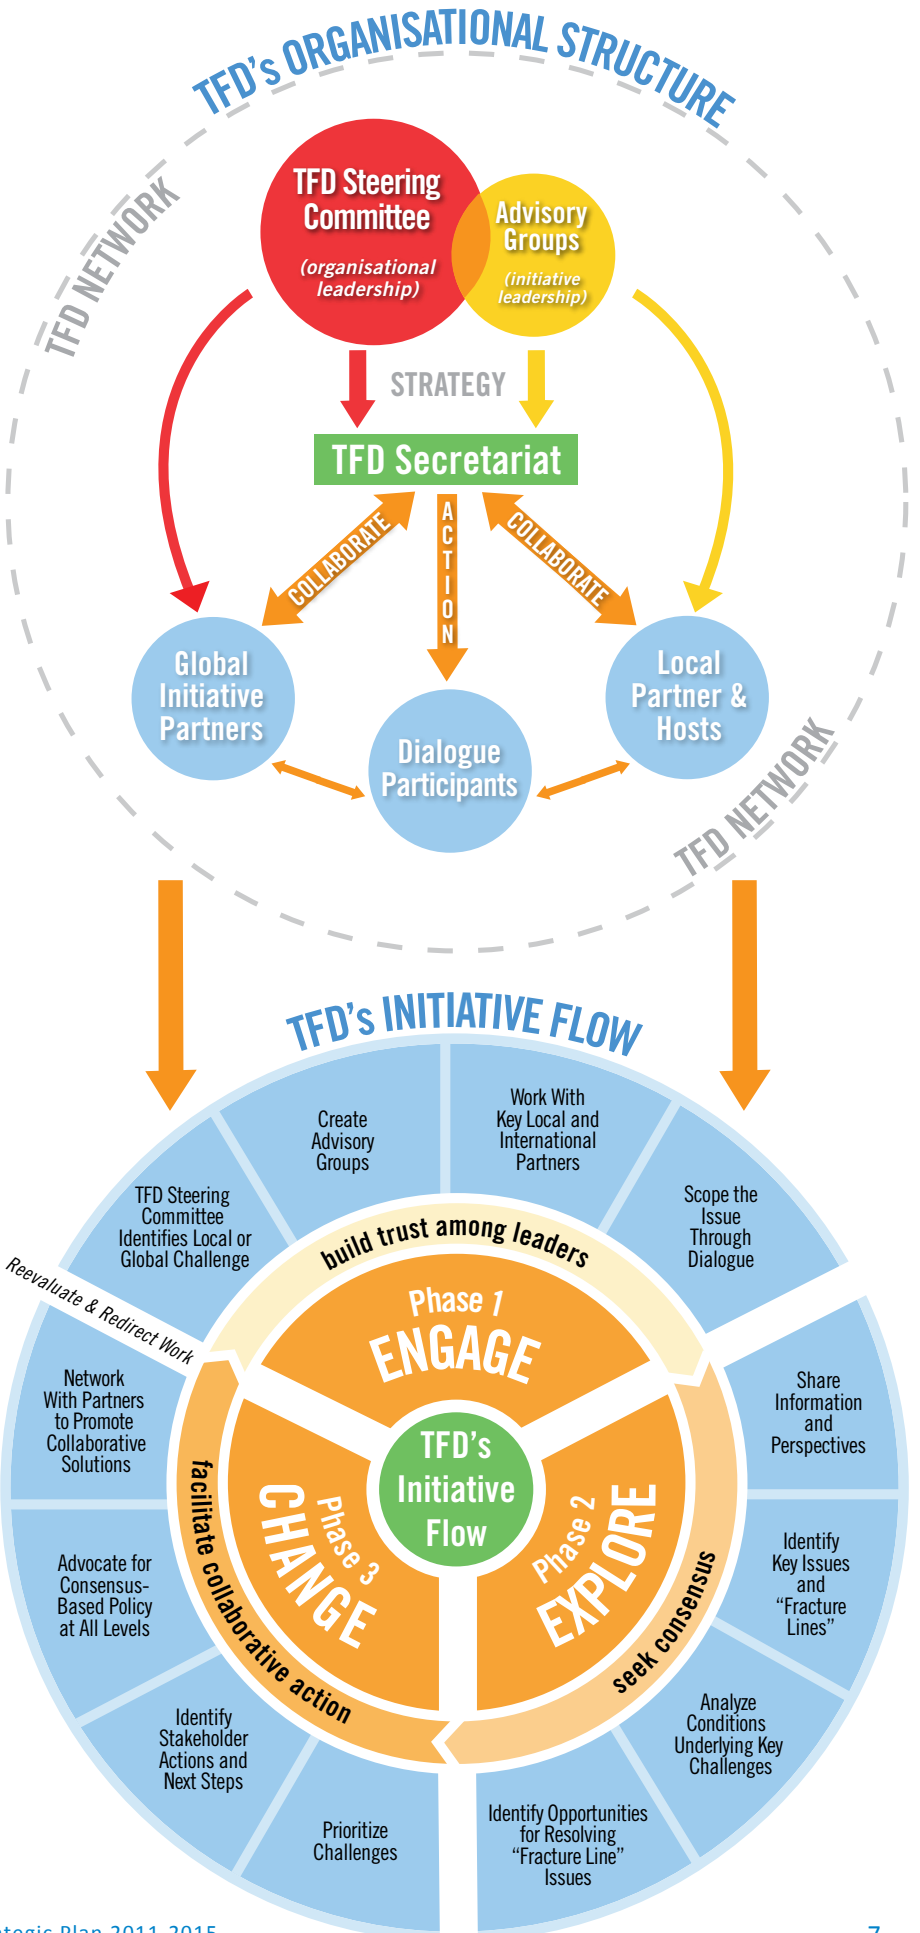 TFD's ORGANISATIONAL STRUCTURE
TFD NETWORK
TFD Steering
Committee
(organisational
leadership)
Advisory
Groups
(initiative
leadership)
STRATEGY
TFD Secretariat
COLLABORATE
ACTION
COLLABORATE
Global
Initiative
Partners
Local
Partner &
Hosts
Dialogue
Participants
TFD NETWORK
TFD's INITIATIVE FLOW
Create
Advisory
Groups
Work With
Key Local and
International
Partners
TFD Steering
Committee
Identifies Local or
Global Challenge
Scope the
Issue
Through
Dialogue
build trust among leaders
Phase 1
ENGAGE
Reevaluate & Redirect Work
Network
With Partners
to Promote
Collaborative
Solutions
Share
Information
and
Perspectives
TFD's
Initiative
Flow
facilitate collaborative action
Phase 3
CHANGE
Phase 2
EXPLORE
seek consensus
Identify
Key Issues
and
“Fracture
Lines”
Advocate for
Consensus-
Based Policy
at All Levels
Analyze
Conditions
Underlying Key
Challenges
Identify
Stakeholder
Actions and
Next Steps
Identify Opportunities
for Resolving
“Fracture Line”
Issues
Prioritize
Challenges
Plan 2011-2015
7